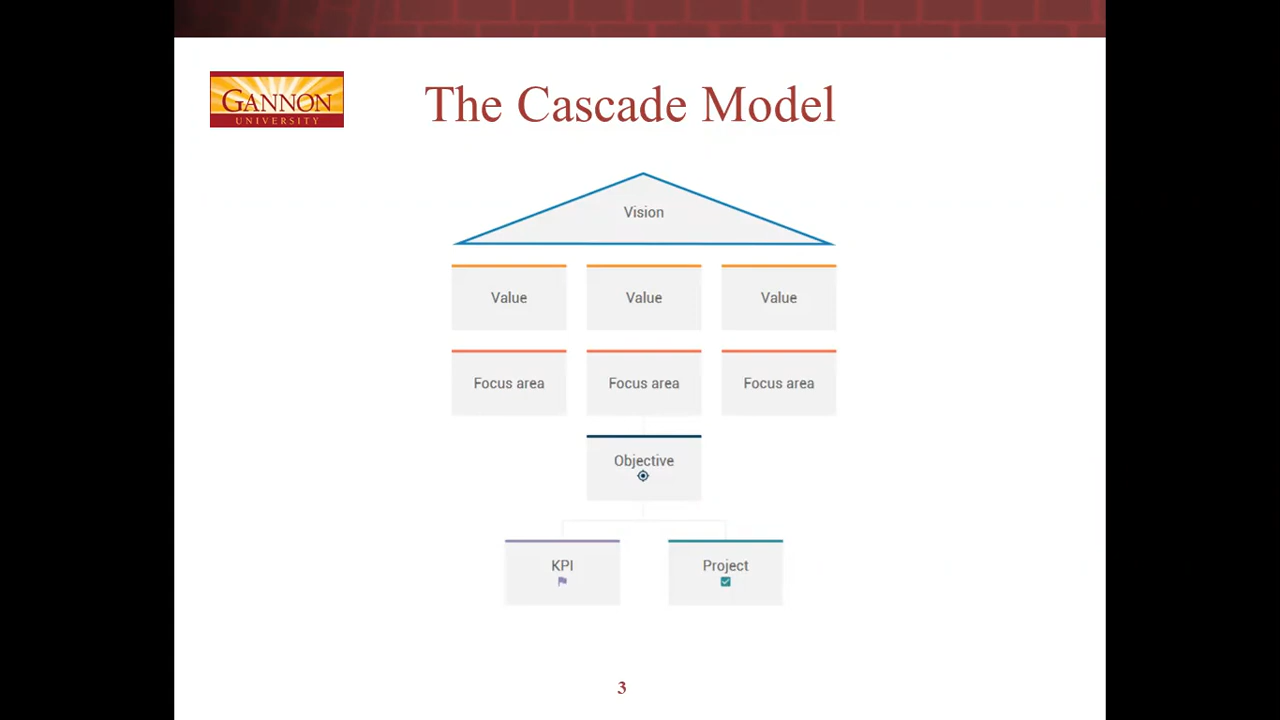 GANNON
UNIVERSITY
The Cascade Model
Vision
Value
Value
Value
Focus area
Focus area
Focus area
Objective
KPI
Project
3